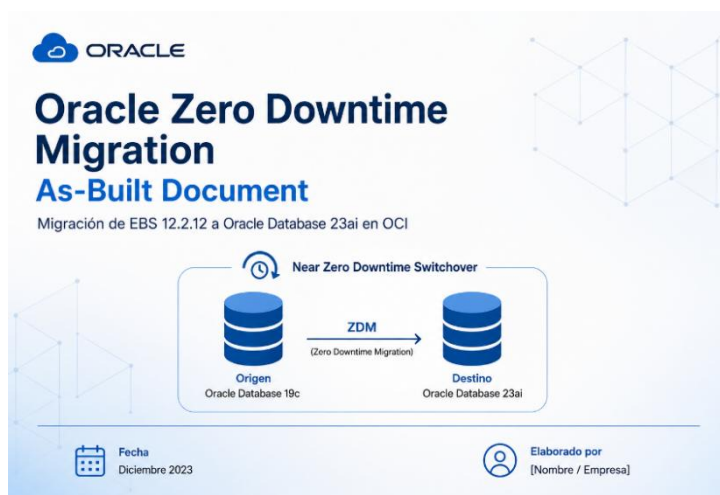 ORACLE
Oracle Zero Downtime
Migration
As-Built Document
Migración de EBS 12.2.12 a Oracle Database 23ai en OCI
Near Zero Downtime Switchover
ZDM
(Zero Downtime Migration)
Origen
Oracle Database 19c
Destino
Oracle Database 23ai
Fecha
Diciembre 2023
Elaborado por
[Nombre / Empresa]